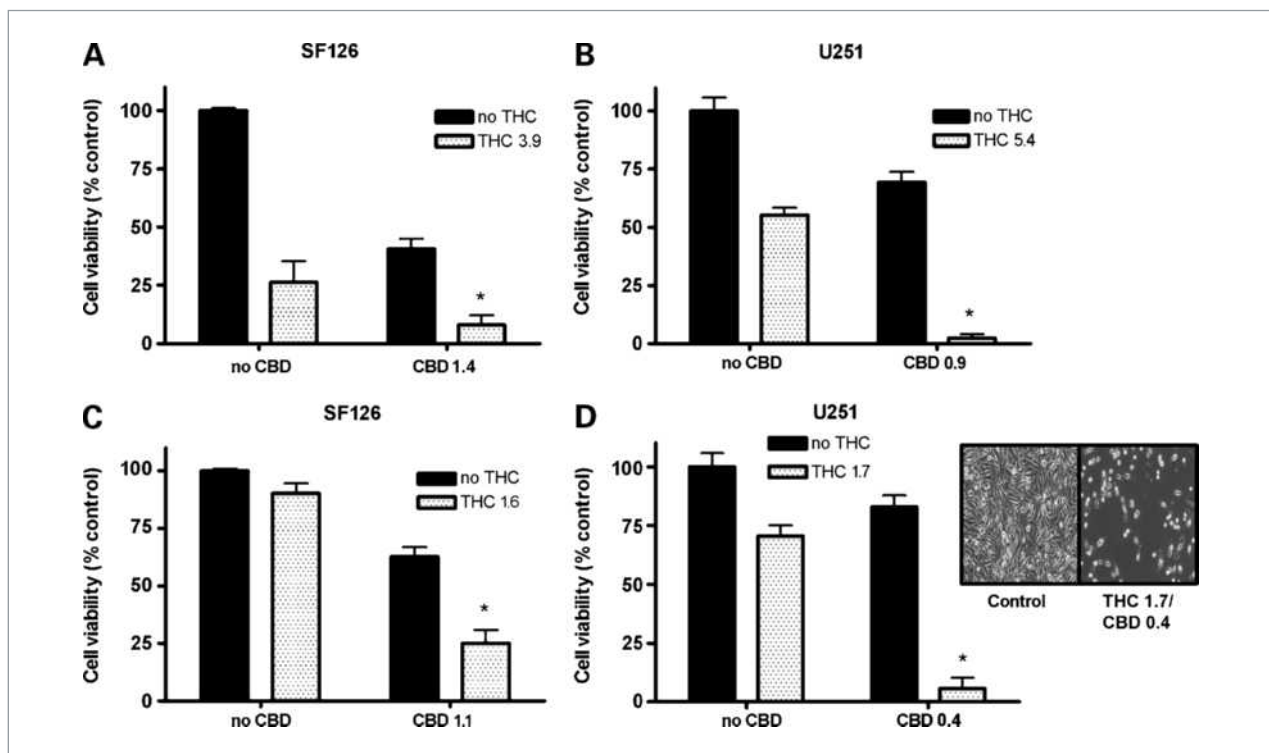 A
SF126
Cell viability (% control)
100
75
50
25
0
no THC
THC 3.9
*
no CBD
CBD 1.4
B
U251
Cell viability (% control)
100
75
50
25
0
no THC
THC 5.4
*
no CBD
CBD 0.9
C
SF126
Cell viability (% control)
100
75
50
25
0
no THC
THC 1.6
*
no CBD
CBD 1.1
D
U251
Cell viability (% control)
100
75
50
25
0
no THC
THC 1.7
*
no CBD
CBD 0.4
Control
THC 1.7/
CBD 0.4